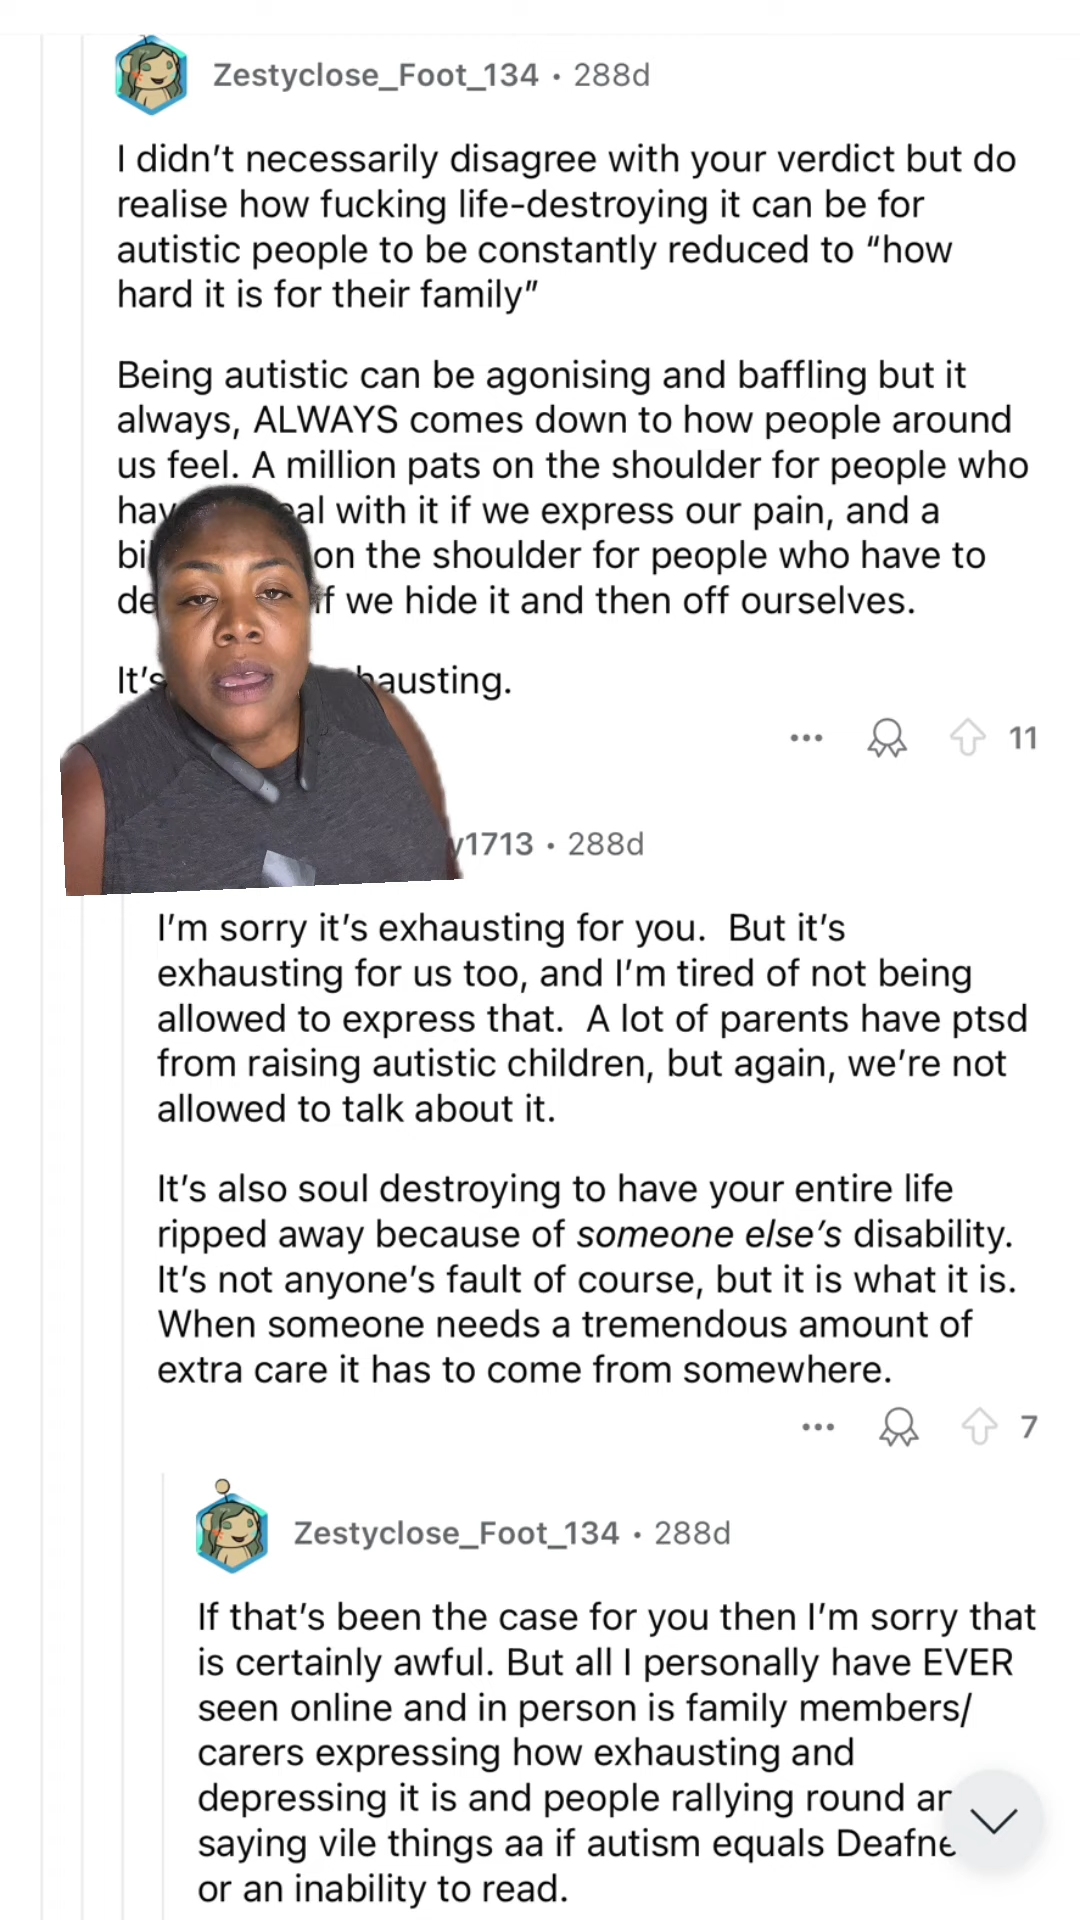 Zestyclose_Foot_134 • 288d
I didn't necessarily disagree with your verdict but do
realise how fucking life-destroying it can be for
autistic people to be constantly reduced to "how
hard it is for their family"
Being autistic can be agonising and baffling but it
always, ALWAYS comes down to how people around
us feel. A million pats on the shoulder for people who
with it if we express our pain, and a
on the shoulder for people who have to
we hide it and then off ourselves.
It's
11
1713 • 288d
I'm sorry it's exhausting for you. But it's
exhausting for us too, and I'm tired of not being
allowed to express that. A lot of parents have ptsd
from raising autistic children, but again, we're not
allowed to talk about it.
It's also soul destroying to have your entire life
ripped away because of someone else's disability.
It's not anyone's fault of course, but it is what it is.
When someone needs a tremendous amount of
extra care it has to come from somewhere.
7
Zestyclose_Foot_134 • 288d
If that's been the case for you then I'm sorry that
is certainly awful. But all I personally have EVER
seen online and in person is family members/
carers expressing how exhausting and
depressing it is and people rallying round
saying vile things aa if autism equals
or an inability to read.